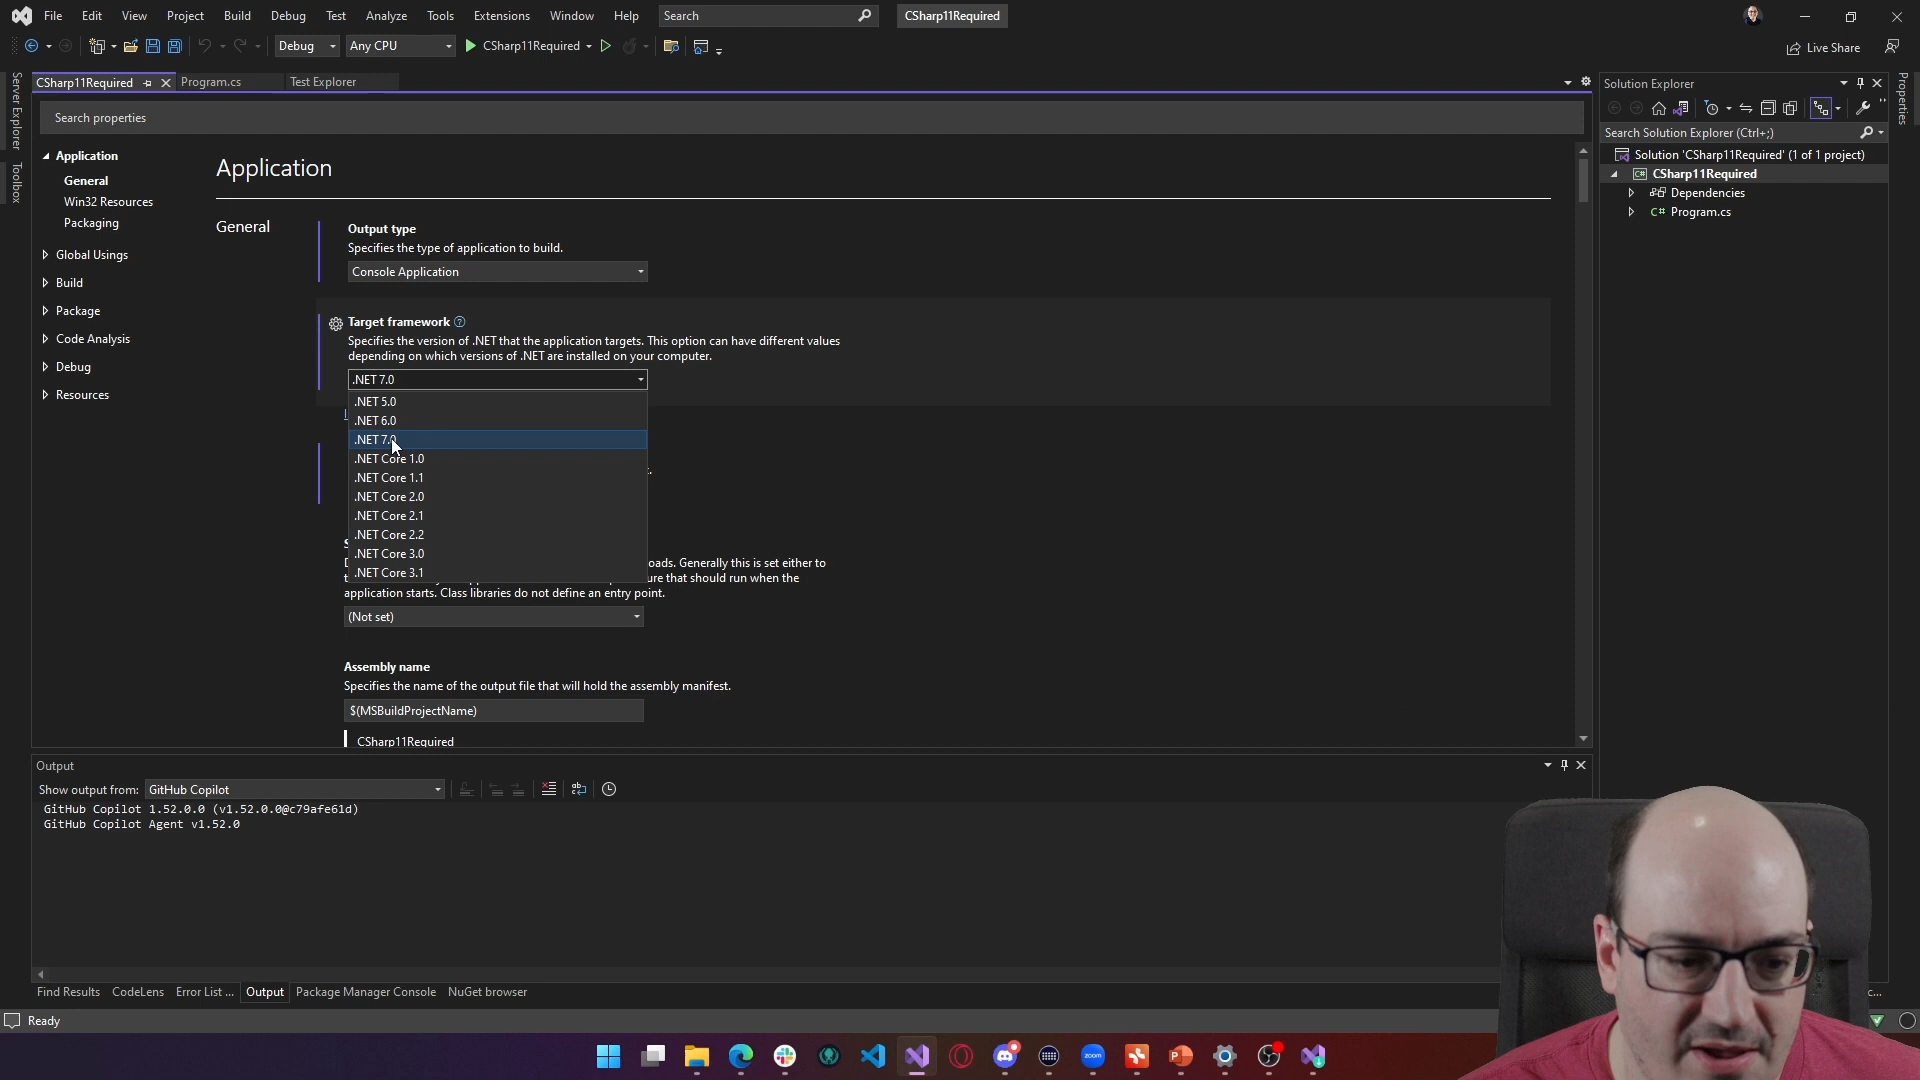 File Edit View Project Build Debug Test Analyze Tools Extensions Window Help Search CSharp11Required
Debug Any CPU CSharp11Required Live Share
Server Explorer
Toolbox
CSharp11Required Program.cs Test Explorer
Search properties
Application
General
Win32 Resources
Packaging
Global Usings
Build
Package
Code Analysis
Debug
Resources
Application
General
Output type
Specifies the type of application to build.
Console Application
Target framework
Specifies the version of .NET that the application targets. This option can have different values
depending on which versions of .NET are installed on your computer.
.NET 7.0
.NET 5.0
.NET 6.0
.NET 7.0
.NET Core 1.0
.NET Core 1.1
.NET Core 2.0
.NET Core 2.1
.NET Core 2.2
.NET Core 3.0
.NET Core 3.1
oads. Generally this is set either to
ure that should run when the
application starts. Class libraries do not define an entry point.
(Not set)
Assembly name
Specifies the name of the output file that will hold the assembly manifest.
$(MSBuildProjectName)
CSharp11Required
Solution Explorer
Search Solution Explorer (Ctrl+;)
Solution 'CSharp11Required' (1 of 1 project)
CSharp11Required
Dependencies
Program.cs
Properties
Output
Show output from: GitHub Copilot
GitHub Copilot 1.52.0.0 (v1.52.0.0@c79afe61d)
GitHub Copilot Agent v1.52.0
Find Results CodeLens Error List ... Output Package Manager Console NuGet browser
Ready
zoom